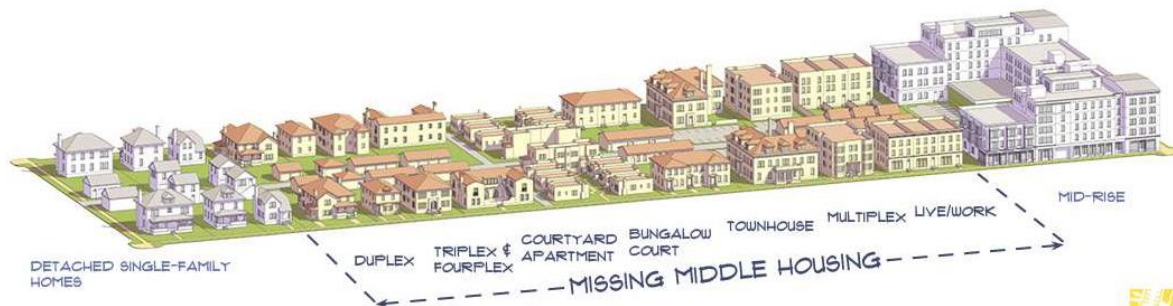 DETACHED SINGLE-FAMILY
HOMES
DUPLEX
TRIPLEX &
FOURPLEX
COURTYARD
APARTMENT
BUNGALOW
COURT
TOWNHOUSE
MULTIPLEX
LIVE/WORK
MID-RISE
MISSING MIDDLE HOUSING